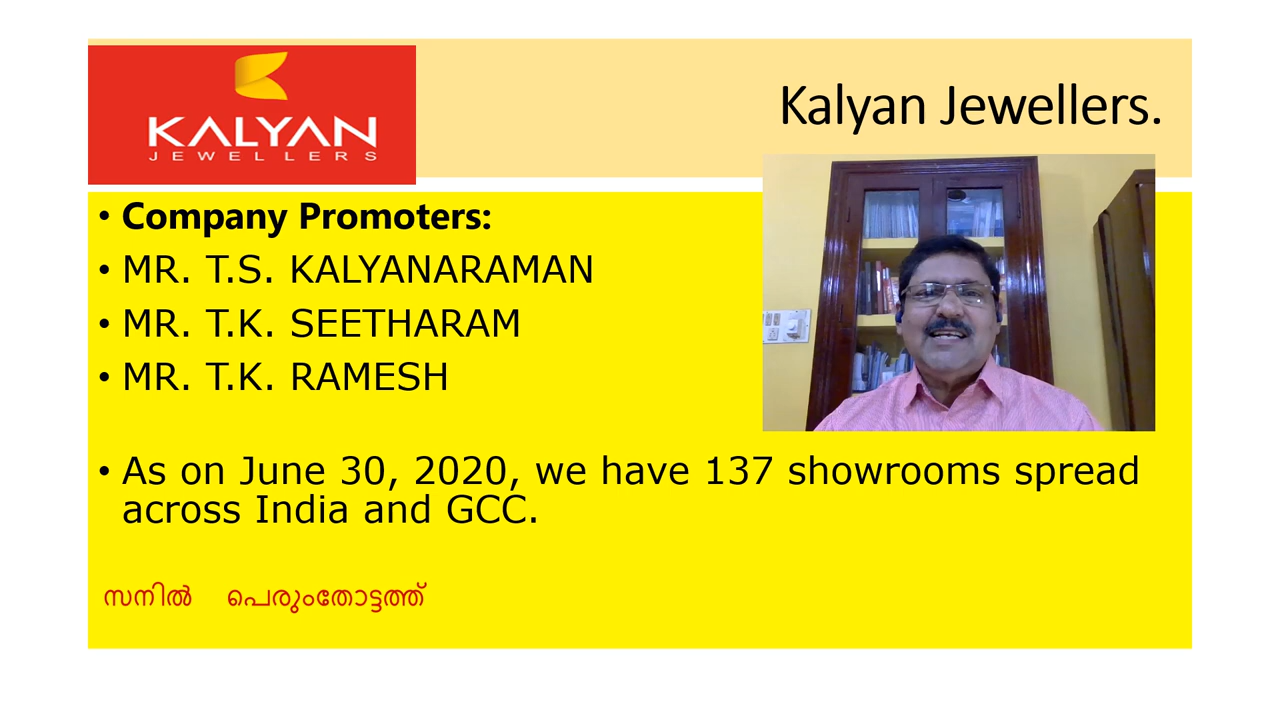 KALYAN
JEWELLERS
Kalyan Jewellers.
• Company Promoters:
• MR. T.S. KALYANARAMAN
• MR. T.K. SEETHARAM
• MR. T.K. RAMESH
• As on June 30, 2020, we have 137 showrooms spread
across India and GCC.
സനിൽ പെരുംതോട്ടത്ത്